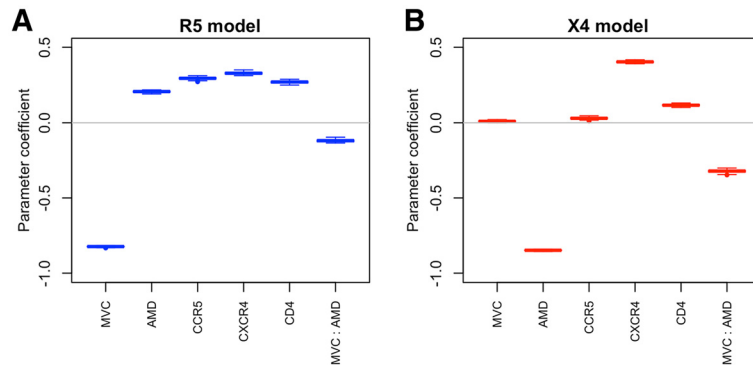 A
R5 model
Parameter coefficient
0.5
0.0
-0.5
-1.0
MVC
AMD
CCR5
CXCR4
CD4
MVC : AMD
B
X4 model
Parameter coefficient
0.5
0.0
-0.5
-1.0
MVC
AMD
CCR5
CXCR4
CD4
MVC : AMD